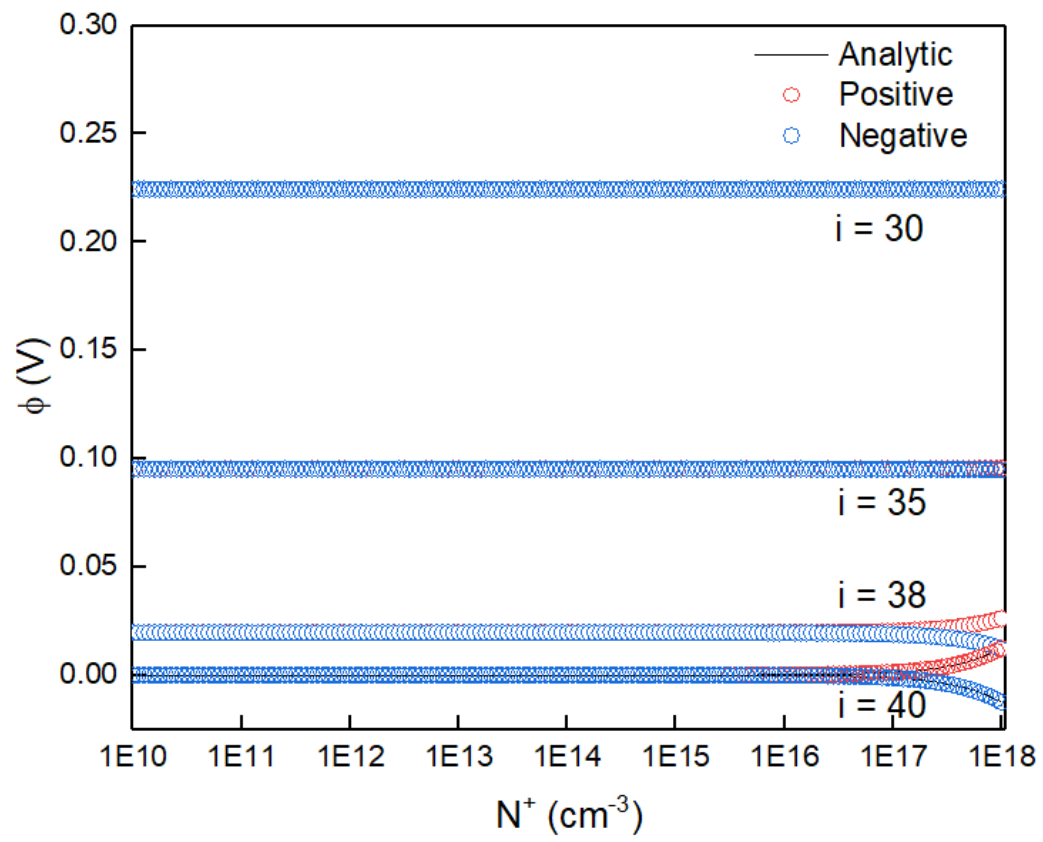 0.30
Analytic
Positive
Negative
0.25
0.20
i = 30
0.15
ϕ (V)
0.10
i = 35
0.05
i = 38
0.00
i = 40
1E10 1E11 1E12 1E13 1E14 1E15 1E16 1E17 1E18
N⁺ (cm⁻³)